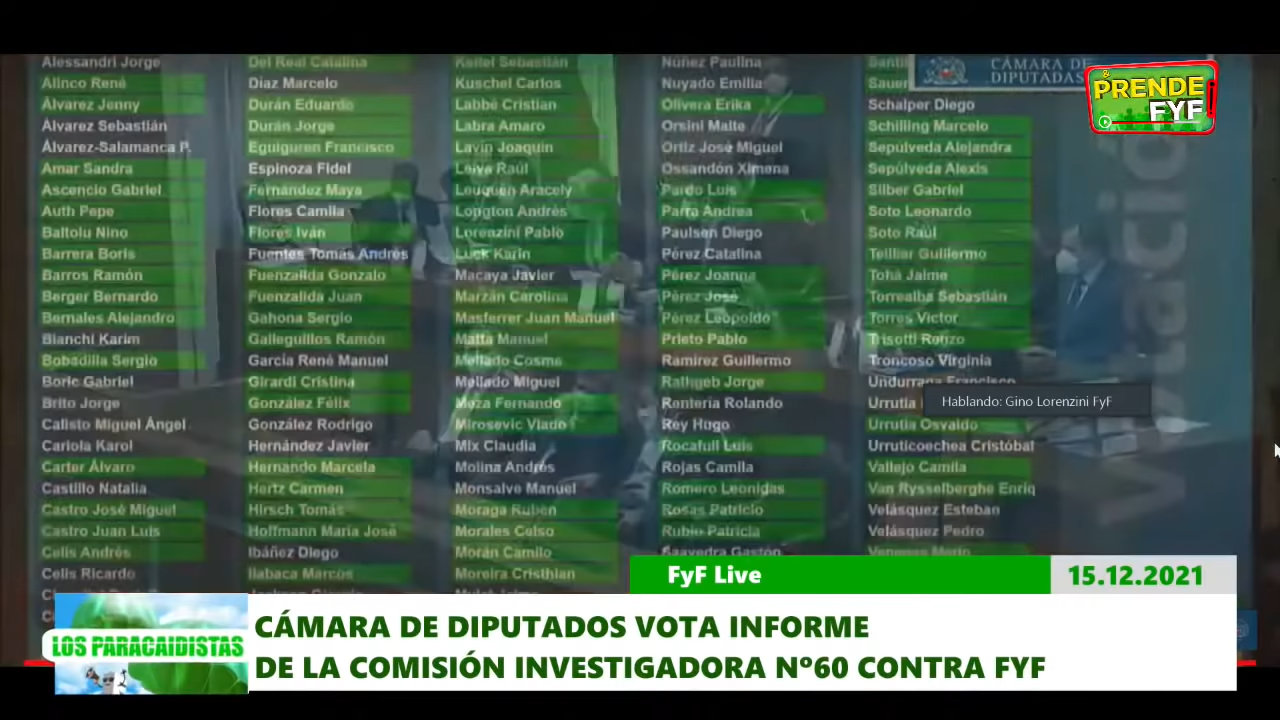 Alessandri Jorge
Alinco René
Álvarez Jenny
Álvarez Sebastián
Álvarez-Salamanca P.
Amar Sandra
Ascencio Gabriel
Auth Pepe
Baltolu Nino
Barrera Boris
Barros Ramón
Berger Bernardo
Bernales Alejandro
Bianchi Karim
Bobadilla Sergio
Boric Gabriel
Brito Jorge
Calisto Miguel Ángel
Cariola Karol
Carter Álvaro
Castillo Natalia
Castro José Miguel
Castro Juan Luis
Celis Andrés
Celis Ricardo
Del Real Catalina
Díaz Marcelo
Durán Eduardo
Durán Jorge
Eguiguren Francisco
Espinoza Fidel
Fernández Maya
Flores Camila
Flores Iván
Fuentes Tomás Andrés
Fuenzalida Gonzalo
Fuenzalida Juan
Gahona Sergio
Galleguillos Ramón
García René Manuel
Girardi Cristina
González Félix
González Rodrigo
Hernández Javier
Hernando Marcela
Hertz Carmen
Hirsch Tomás
Hoffmann María José
Ibáñez Diego
Ilabaca Marcos
Keitel Sebastián
Kuschel Carlos
Labbé Cristian
Labra Amaro
Lavín Joaquín
Leiva Raúl
Leuquén Aracely
Longton Andrés
Lorenzini Pablo
Luck Karin
Macaya Javier
Marzán Carolina
Masferrer Juan Manuel
Matta Manuel
Mellado Cosme
Mellado Miguel
Meza Fernando
Mirosevic Vlado
Mix Claudia
Molina Andrés
Monsalve Manuel
Moraga Rubén
Morales Celso
Morán Camilo
Moreira Cristhian
Núñez Paulina
Nuyado Emilia
Olivera Erika
Orsini Maite
Ortiz José Miguel
Ossandón Ximena
Pardo Luis
Parra Andrea
Paulsen Diego
Pérez Catalina
Pérez Joanna
Pérez José
Pérez Leopoldo
Prieto Pablo
Ramírez Guillermo
Rathgeb Jorge
Rentería Rolando
Rey Hugo
Rocafull Luis
Rojas Camila
Romero Leonidas
Rosas Patricio
Rubio Patricia
Saavedra Gastón
Schalper Diego
Schilling Marcelo
Sepúlveda Alejandra
Sepúlveda Alexis
Silber Gabriel
Soto Leonardo
Soto Raúl
Teillier Guillermo
Tohá Jaime
Torrealba Sebastián
Torres Víctor
Trisotti Renzo
Troncoso Virginia
Undurraga Francisco
Urrutia
Urrutia Osvaldo
Urruticoechea Cristóbal
Vallejo Camila
Van Rysselberghe Enriq
Velásquez Esteban
Velásquez Pedro
Venegas Mario
CÁMARA DE
DIPUTADAS
PRENDE
FYF
Votación
Hablando: Gino Lorenzini FyF
FyF Live
15.12.2021
LOS PARACAIDISTAS
CÁMARA DE DIPUTADOS VOTA INFORME
DE LA COMISIÓN INVESTIGADORA Nº60 CONTRA FYF